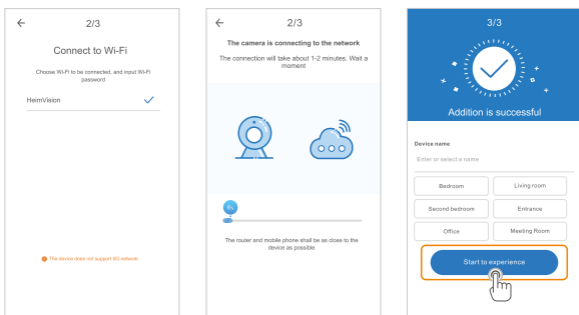 2/3
Connect to Wi-Fi
Choose Wi-Fi to be connected, and input Wi-Fi
password
HeimVision
The device does not support 5G network
2/3
The camera is connecting to the network
The connection will take about 1-2 minutes. Wait a
moment
The router and mobile phone shall be as close to the
device as possible
3/3
Addition is successful
Device name
Enter or select a name
Bedroom
Living room
Second bedroom
Entrance
Office
Meeting Room
Start to experience